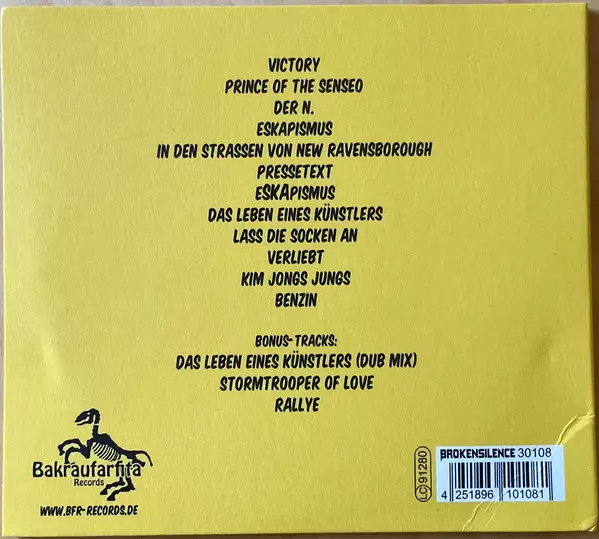 VICTORY
PRINCE OF THE SENSEO
DER N.
ESKAPISMUS
IN DEN STRASSEN VON NEW RAVENSBOROUGH
PRESSETEXT
eSKApismus
DAS LEBEN EINES KÜNSTLERS
LASS DIE SOCKEN AN
VERLIEBT
KIM JONGS JUNGS
BENZIN
BONUS-TRACKS:
DAS LEBEN EINES KÜNSTLERS (DUB MIX)
STORMTROOPER OF LOVE
RALLYE
Bakraufarfita
Records
WWW.BFR-RECORDS.DE
LC 91280
BROKENSILENCE 30108
4 251896 101081